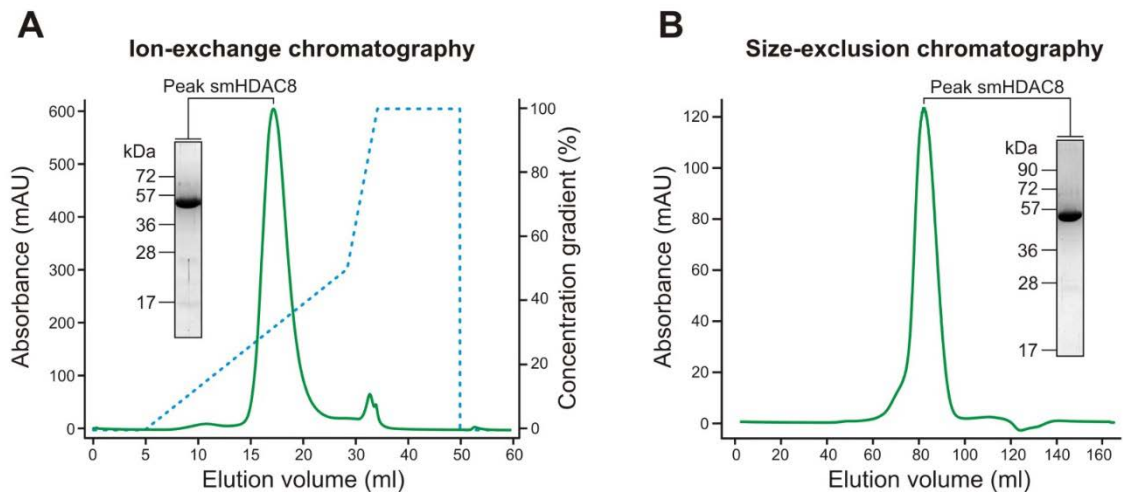 A
Ion-exchange chromatography
Peak smHDAC8
kDa
72
57
36
28
17
600
500
400
300
200
100
0
Absorbance (mAU)
100
80
60
40
20
0
Concentration gradient (%)
0 5 10 15 20 25 30 35 40 50 60
Elution volume (ml)
B
Size-exclusion chromatography
Peak smHDAC8
90
72
57
36
28
17
kDa
120
100
80
60
40
20
0
Absorbance (mAU)
0 20 40 60 80 100 120 140 160
Elution volume (ml)